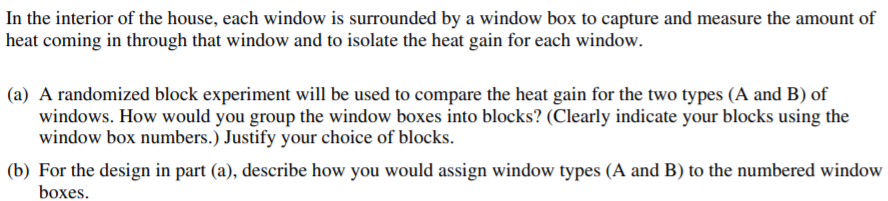 In the interior of the house, each window is surrounded by a window box to capture and measure the amount of
heat coming in through that window and to isolate the heat gain for each window.
(a) A randomized block experiment will be used to compare the heat gain for the two types (A and B) of
windows. How would you group the window boxes into blocks? (Clearly indicate your blocks using the
window box numbers.) Justify your choice of blocks.
(b) For the design in part (a), describe how you would assign window types (A and B) to the numbered window
boxes.